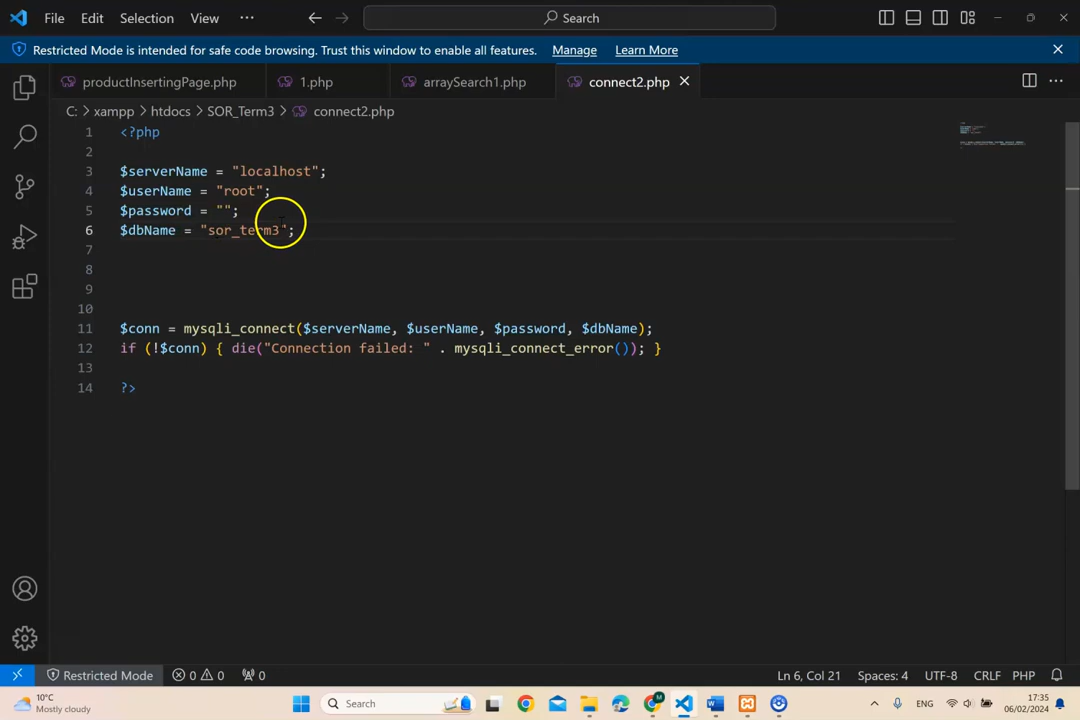 File Edit Selection View ··· Search
Restricted Mode is intended for safe code browsing. Trust this window to enable all features. Manage Learn More
productInsertingPage.php 1.php arraySearch1.php connect2.php
C: > xampp > htdocs > SOR_Term3 > connect2.php
1 <?php
2
3 $serverName = "localhost";
4 $userName = "root";
5 $password = "";
6 $dbName = "sor_term3";
7
8
9
10
11 $conn = mysqli_connect($serverName, $userName, $password, $dbName);
12 if (!$conn) { die("Connection failed: " . mysqli_connect_error()); }
13
14 ?>
Restricted Mode 0 0 0 Ln 6, Col 21 Spaces: 4 UTF-8 CRLF PHP
10°C
Mostly cloudy
Search
ENG
17:35
06/02/2024